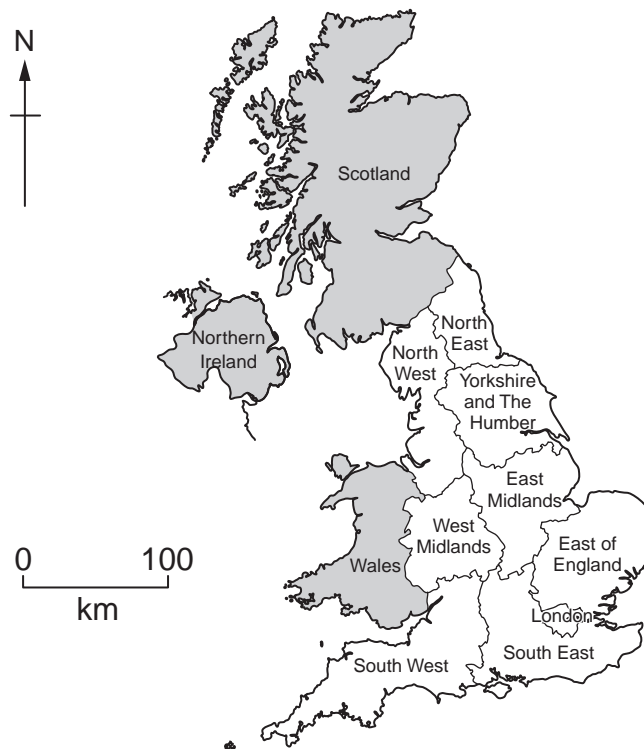 N
Scotland
Northern
Ireland
North
East
North
West
Yorkshire
and The
Humber
East
Midlands
West
Midlands
Wales
East of
England
London
South West
South East
0 100
km